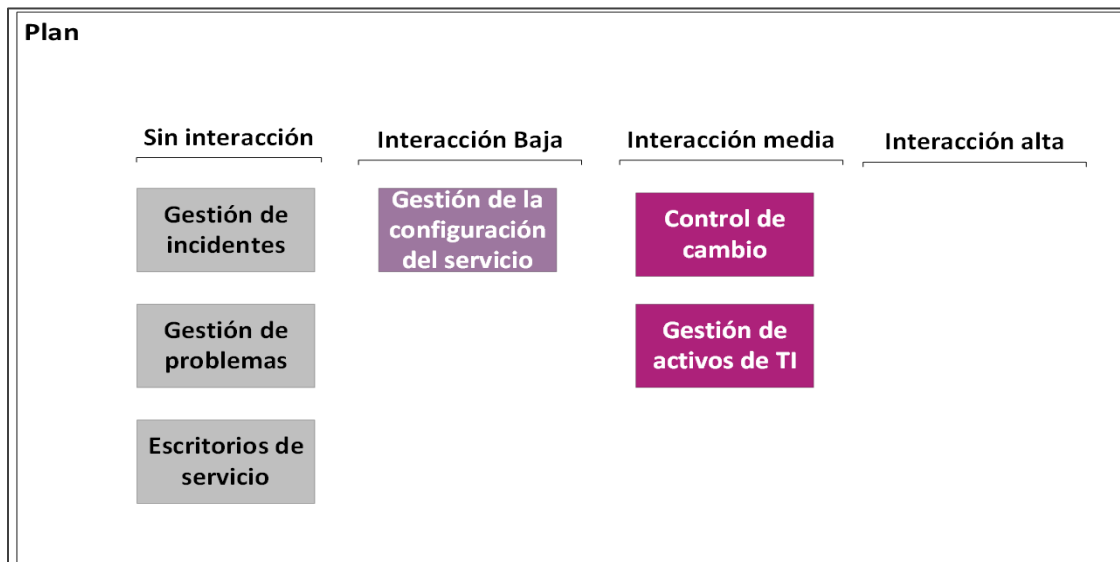 Plan
Sin interacción
Interacción Baja
Interacción media
Interacción alta
Gestión de
incidentes
Gestión de la
configuración
del servicio
Control de
cambio
Gestión de
problemas
Gestión de
activos de TI
Escritorios de
servicio